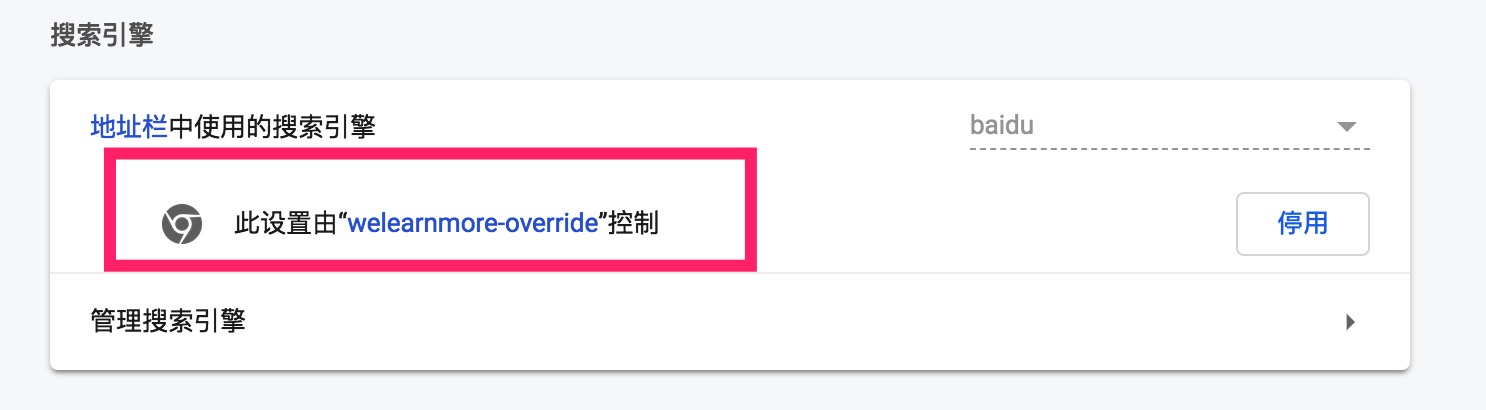 搜索引擎
地址栏中使用的搜索引擎
baidu
此设置由“welearnmore-override”控制
停用
管理搜索引擎